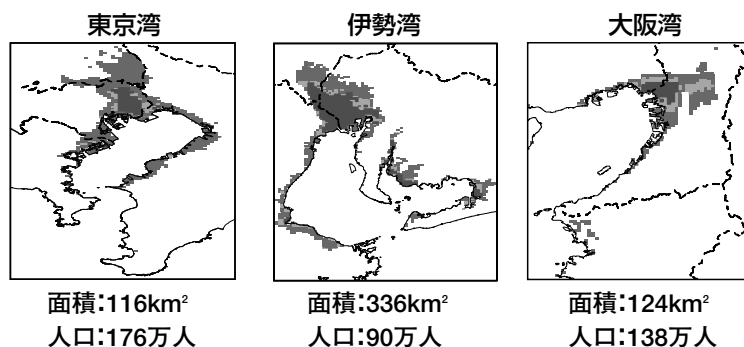 東京湾
伊勢湾
大阪湾
面積:116km²
人口:176万人
面積:336km²
人口:90万人
面積:124km²
人口:138万人